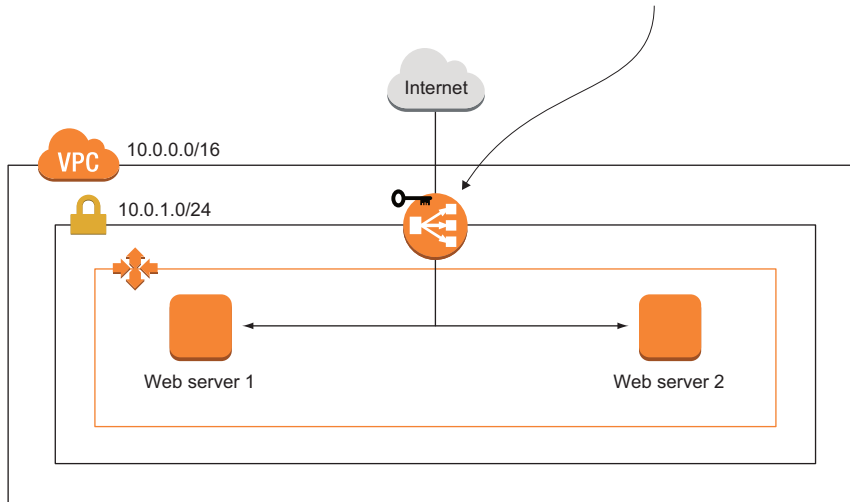 Internet
VPC
10.0.0.0/16
10.0.1.0/24
Web server 1
Web server 2